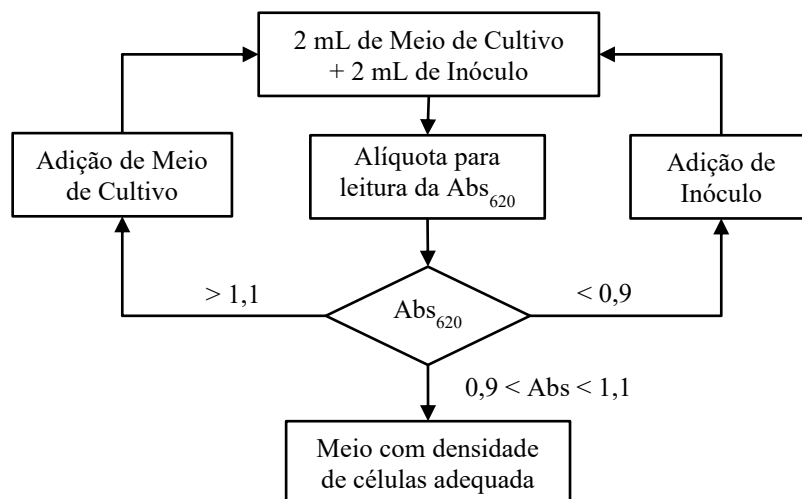 2 mL de Meio de Cultivo
+ 2 mL de Inóculo
Adição de Meio
de Cultivo
Alíquota para
leitura da Abs₆₂₀
Adição de
Inóculo
> 1,1
Abs₆₂₀
< 0,9
0,9 < Abs < 1,1
Meio com densidade
de células adequada